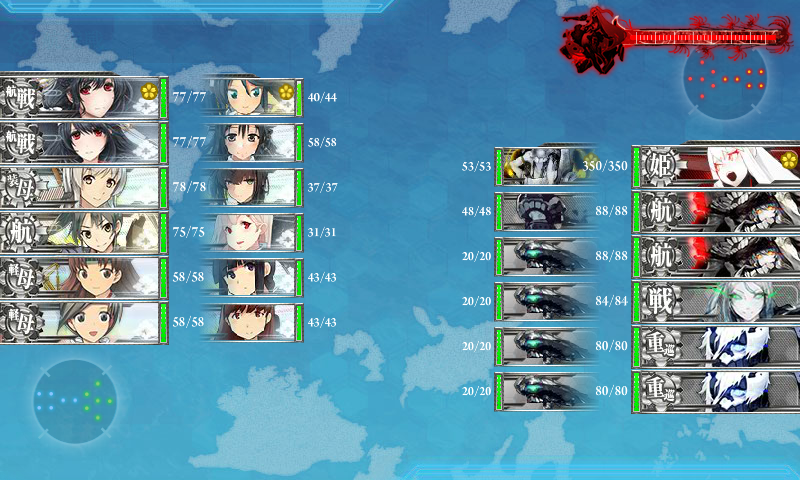 航戦 77/77 40/44
航戦 77/77 58/58
装母 78/78 37/37
航 75/75 31/31
軽母 58/58 43/43
軽母 58/58 43/43
53/53 350/350 姫
48/48 88/88 航
20/20 88/88 航
20/20 84/84 戦
20/20 80/80 重巡
20/20 80/80 重巡